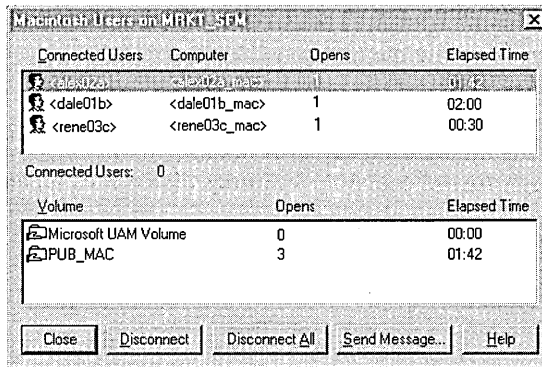 Macintosh Users on MRKT_SFM
Connected Users Computer Opens Elapsed Time
<alex02a> <alex02a_mac> 1 01:42
<dale01b> <dale01b_mac> 1 02:00
<rene03c> <rene03c_mac> 1 00:30
Connected Users: 0
Volume Opens Elapsed Time
Microsoft UAM Volume 0 00:00
PUB_MAC 3 01:42
Close Disconnect Disconnect All Send Message... Help